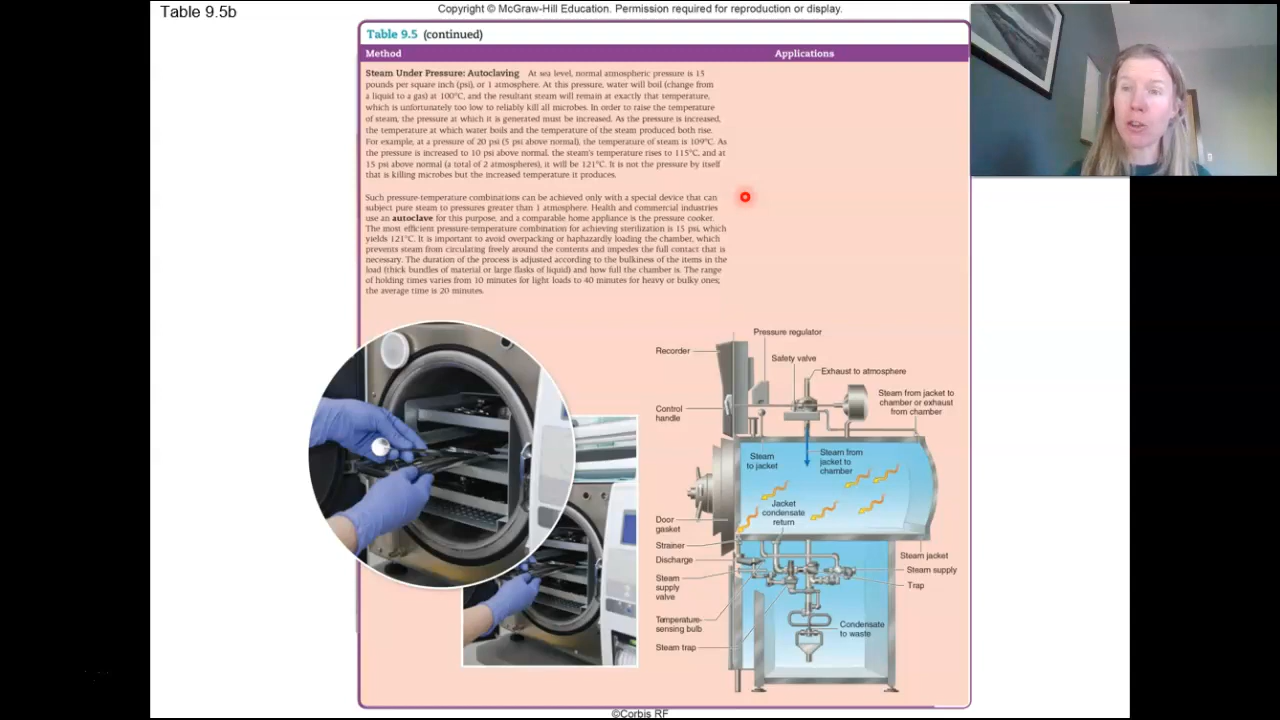 Table 9.5b
Copyright © McGraw-Hill Education. Permission required for reproduction or display.
Table 9.5 (continued)
Method
Applications
Steam Under Pressure: Autoclaving At sea level, normal atmospheric pressure is 15
pounds per square inch (psi), or 1 atmosphere. At this pressure, water will boil (change from
a liquid to a gas) at 100°C, and the resultant steam will remain at exactly that temperature,
which is unfortunately too low to reliably kill all microbes. In order to raise the temperature
of steam, the pressure at which it is generated must be increased. As the pressure is increased,
the temperature at which water boils and the temperature of the steam produced both rise.
For example, at a pressure of 20 psi (5 psi above normal), the temperature of steam is 109°C. As
the pressure is increased to 10 psi above normal, the steam's temperature rises to 115°C, and at
15 psi above normal (a total of 2 atmospheres), it will be 121°C. It is not the pressure by itself
that is killing microbes but the increased temperature it produces.
Such pressure-temperature combinations can be achieved only with a special device that can
subject pure steam to pressures greater than 1 atmosphere. Health and commercial industries
use an autoclave for this purpose, and a comparable home appliance is the pressure cooker.
The most efficient pressure-temperature combination for achieving sterilization is 15 psi, which
yields 121°C. It is important to avoid overpacking or haphazardly loading the chamber, which
prevents steam from circulating freely around the contents and impedes the full contact that is
necessary. The duration of the process is adjusted according to the bulkiness of the items in the
load (thick bundles of material or large flasks of liquid) and how full the chamber is. The range
of holding times varies from 10 minutes for light loads to 40 minutes for heavy or bulky ones;
the average time is 20 minutes.
Pressure regulator
Recorder
Safety valve
Exhaust to atmosphere
Steam from jacket to
chamber or exhaust
from chamber
Control
handle
Steam
to jacket
Steam from
jacket to
chamber
Jacket
condensate
return
Door
gasket
Strainer
Discharge
Steam jacket
Steam supply
Steam
supply
valve
Trap
Temperature-
sensing bulb
Condensate
to waste
Steam trap
©Corbis RF